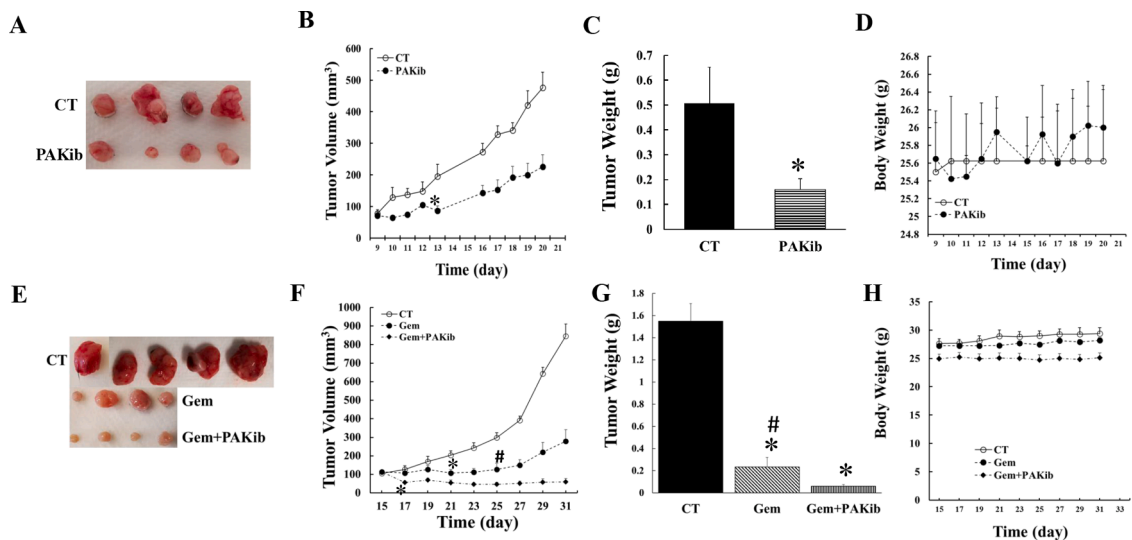 A
CT
PAKib
B
Tumor Volume (mm³)
600
500
400
300
200
100
0
CT
PAKib
*
9 10 11 12 13 16 17 18 19 20 21
Time (day)
C
Tumor Weight (g)
0.7
0.6
0.5
0.4
0.3
0.2
0.1
0
*
CT PAKib
D
Body Weight (g)
26.8
26.6
26.4
26.2
26
25.8
25.6
25.4
25.2
25
24.8
CT
PAKib
9 10 11 12 13 15 16 17 18 19 20 21
Time (day)
E
CT
Gem
Gem+PAKib
F
Tumor Volume (mm³)
1000
900
800
700
600
500
400
300
200
100
0
CT
Gem
Gem+PAKib
#
*
*
15 17 19 21 23 25 27 29 31
Time (day)
G
Tumor Weight (g)
1.8
1.6
1.4
1.2
1
0.8
0.6
0.4
0.2
0
#
*
*
CT Gem Gem+PAKib
H
Body Weight (g)
35
30
25
20
15
10
5
0
CT
Gem
Gem+PAKib
15 17 19 21 23 25 27 29 31 33
Time (day)